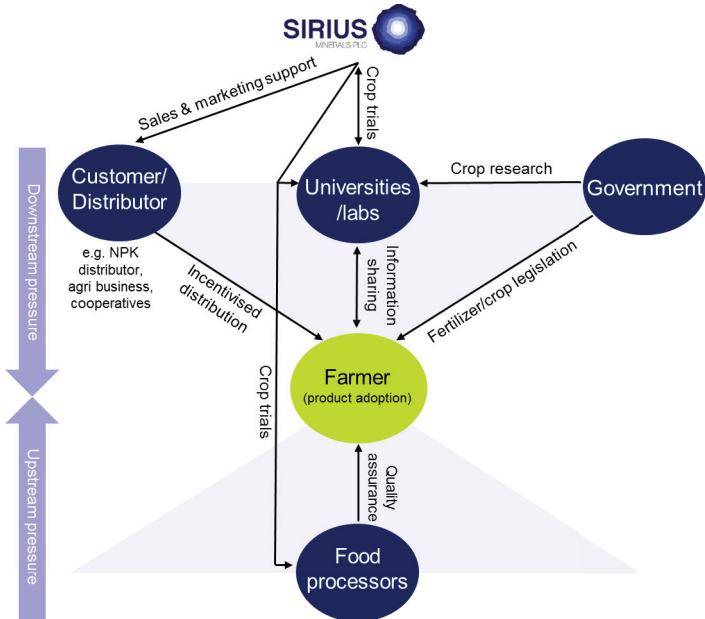 SIRIUS
MINERALS PLC
Sales & marketing support
Crop trials
Customer/
Distributor
Universities
/labs
Crop research
Government
e.g. NPK
distributor,
agri business,
cooperatives
Incentivised
distribution
Information
sharing
Fertilizer/crop legislation
Downstream pressure
Farmer
(product adoption)
Crop trials
Upstream pressure
Quality
assurance
Food
processors